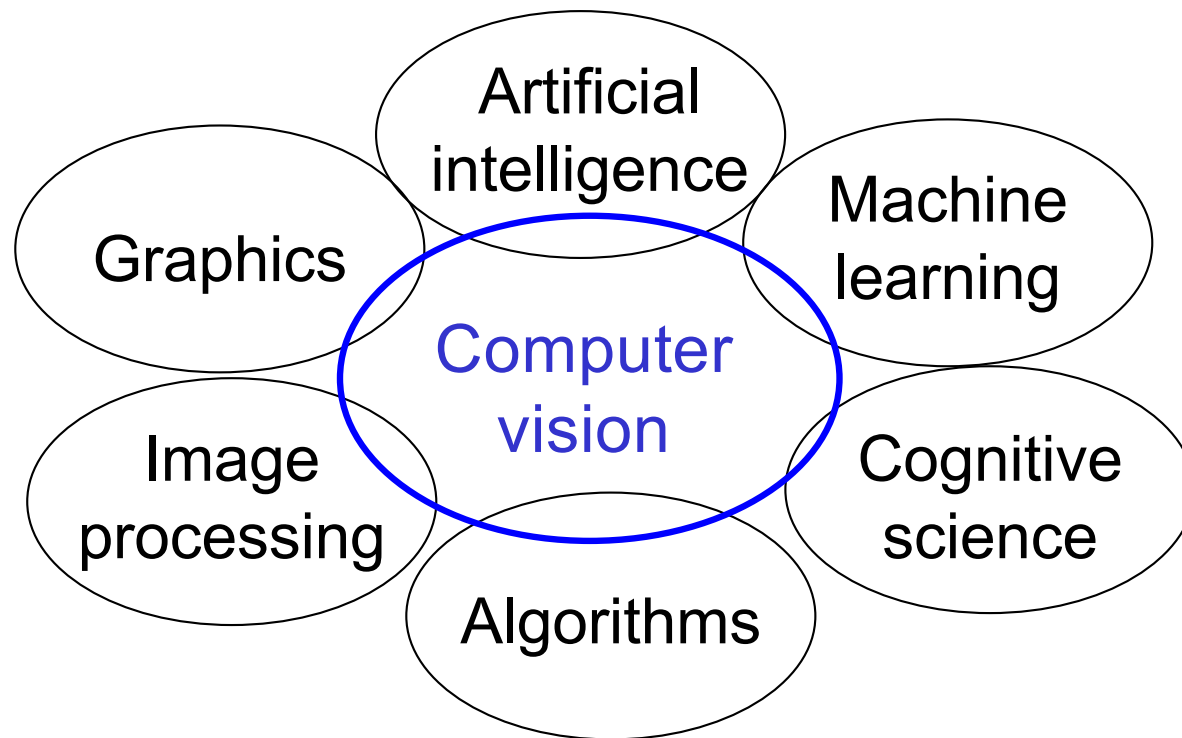 Artificial
intelligence
Machine
learning
Graphics
Computer
vision
Image
processing
Cognitive
science
Algorithms